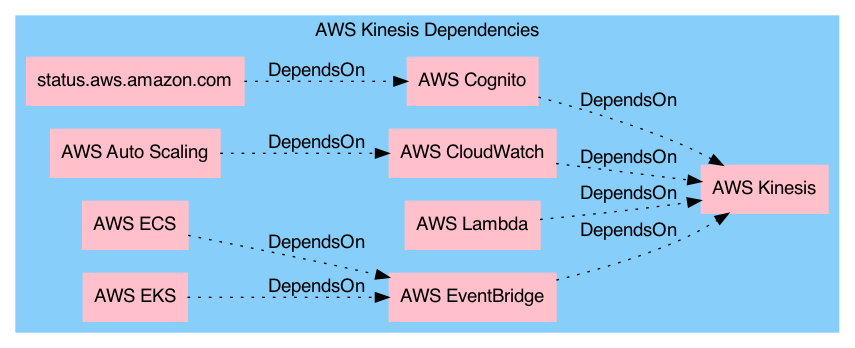 AWS Kinesis Dependencies
status.aws.amazon.com
DependsOn
AWS Cognito
DependsOn
AWS Auto Scaling
DependsOn
AWS CloudWatch
DependsOn
AWS Kinesis
AWS ECS
DependsOn
AWS Lambda
DependsOn
AWS EKS
DependsOn
AWS EventBridge
DependsOn